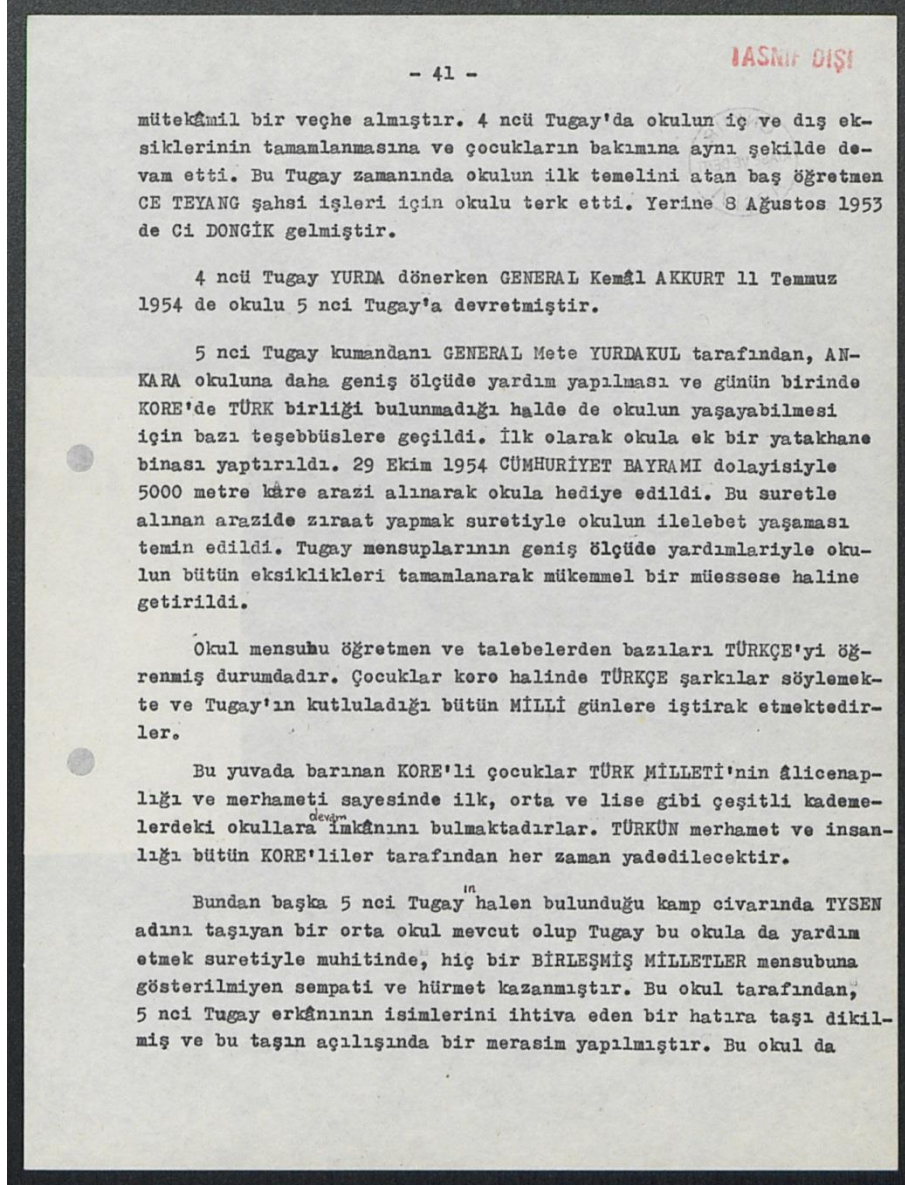 TASNİF DIŞI
- 41 -
mütekâmil bir veçhe almıştır. 4 ncü Tugay'da okulun iç ve dış ek-
siklerinin tamamlanmasına ve çocukların bakımına aynı şekilde de-
vam etti. Bu Tugay zamanında okulun ilk temelini atan baş öğretmen
CE TEYANG şahsi işleri için okulu terk etti. Yerine 8 Ağustos 1953
de Ci DONGİK gelmiştir.
4 ncü Tugay YURDA dönerken GENERAL Kemâl AKKURT 11 Temmuz
1954 de okulu 5 nci Tugay'a devretmiştir.
5 nci Tugay kumandanı GENERAL Mete YURDAKUL tarafından, AN-
KARA okuluna daha geniş ölçüde yardım yapılması ve günün birinde
KORE'de TÜRK birliği bulunmadığı halde de okulun yaşayabilmesi
için bazı teşebbüslere geçildi. İlk olarak okula ek bir yatakhane
binası yaptırıldı. 29 Ekim 1954 CÜMHURİYET BAYRAMI dolayisiyle
5000 metre kâre arazi alınarak okula hediye edildi. Bu suretle
alınan arazide zıraat yapmak suretiyle okulun ilelebet yaşaması
temin edildi. Tugay mensuplarının geniş ölçüde yardımlariyle oku-
lun bütün eksiklikleri tamamlanarak mükemmel bir müessese haline
getirildi.
Okul mensubu öğretmen ve talebelerden bazıları TÜRKÇE'yi öğ-
renmiş durumdadır. Çocuklar koro halinde TÜRKÇE şarkılar söylemek-
te ve Tugay'ın kutluladığı bütün MİLLİ günlere iştirak etmektedir-
ler.
Bu yuvada barınan KORE'li çocuklar TÜRK MİLLETİ'nin âlicenap-
lığı ve merhameti sayesinde ilk, orta ve lise gibi çeşitli kademe-
lerdeki okullara devam imkânını bulmaktadırlar. TÜRKÜN merhamet ve insan-
lığı bütün KORE'liler tarafından her zaman yadedilecektir.
Bundan başka 5 nci Tugay'ın halen bulunduğu kamp civarında TYSEN
adını taşıyan bir orta okul mevcut olup Tugay bu okula da yardım
etmek suretiyle muhitinde, hiç bir BİRLEŞMİŞ MİLLETLER mensubuna
gösterilmiyen sempati ve hürmet kazanmıştır. Bu okul tarafından,
5 nci Tugay erkânının isimlerini ihtiva eden bir hatıra taşı dikil-
miş ve bu taşın açılışında bir merasim yapılmıştır. Bu okul da